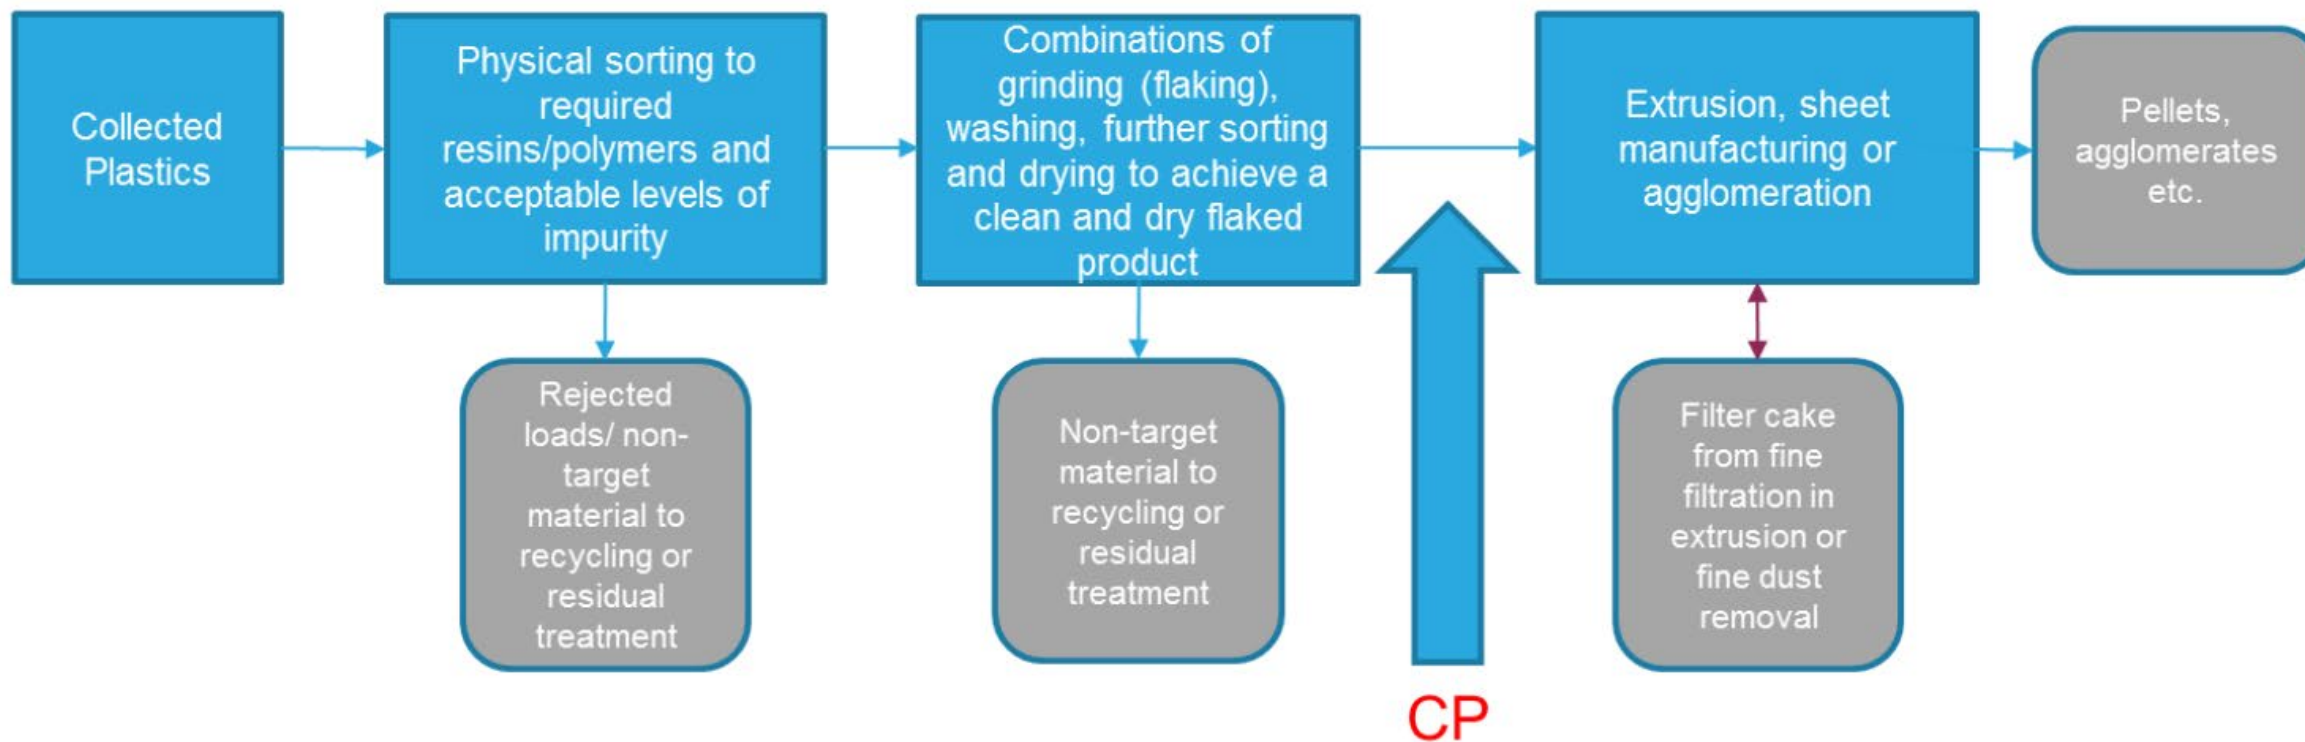 Collected
Plastics
Physical sorting to
required
resins/polymers and
acceptable levels of
impurity
Combinations of
grinding (flaking),
washing, further sorting
and drying to achieve a
clean and dry flaked
product
Extrusion, sheet
manufacturing or
agglomeration
Pellets,
agglomerates
etc.
Rejected
loads/ non-
target
material to
recycling or
residual
treatment
Non-target
material to
recycling or
residual
treatment
CP
Filter cake
from fine
filtration in
extrusion or
fine dust
removal